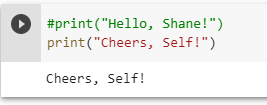 #print("Hello, Shane!")
print("Cheers, Self!")
Cheers, Self!